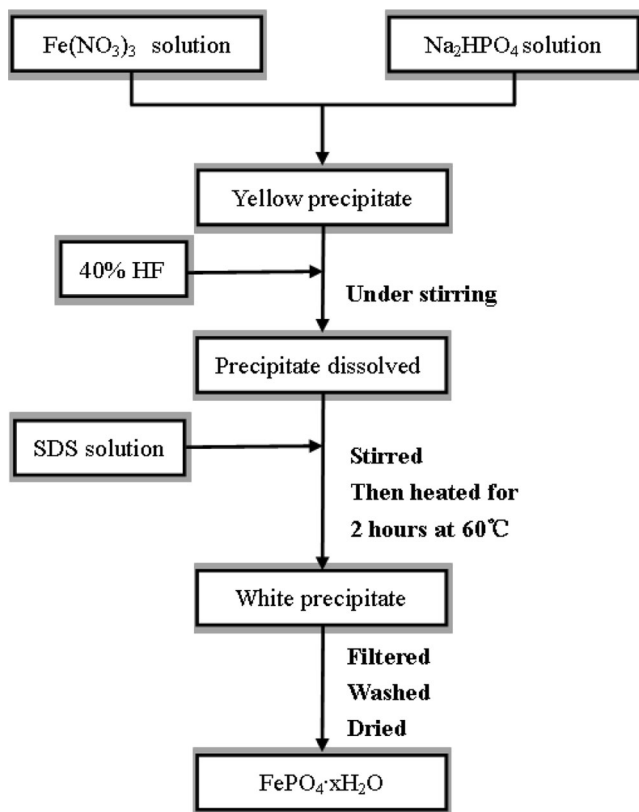 Fe(NO₃)₃ solution
Na₂HPO₄ solution
Yellow precipitate
40% HF
Under stirring
Precipitate dissolved
SDS solution
Stirred
Then heated for
2 hours at 60℃
White precipitate
Filtered
Washed
Dried
FePO₄·xH₂O